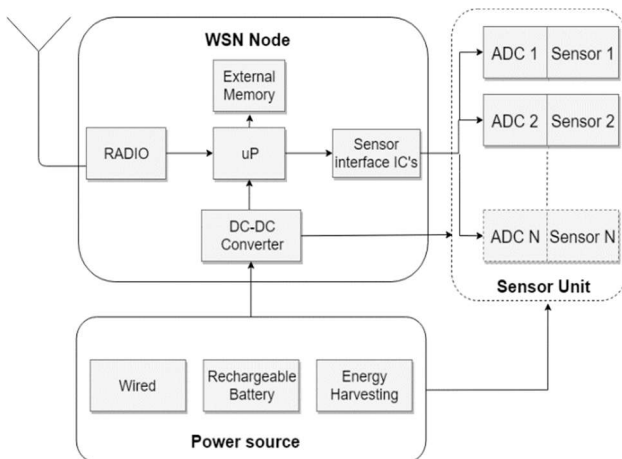 WSN Node
External
Memory
RADIO
uP
Sensor
interface IC's
DC-DC
Converter
ADC 1 Sensor 1
ADC 2 Sensor 2
ADC N Sensor N
Sensor Unit
Wired
Rechargeable
Battery
Energy
Harvesting
Power source